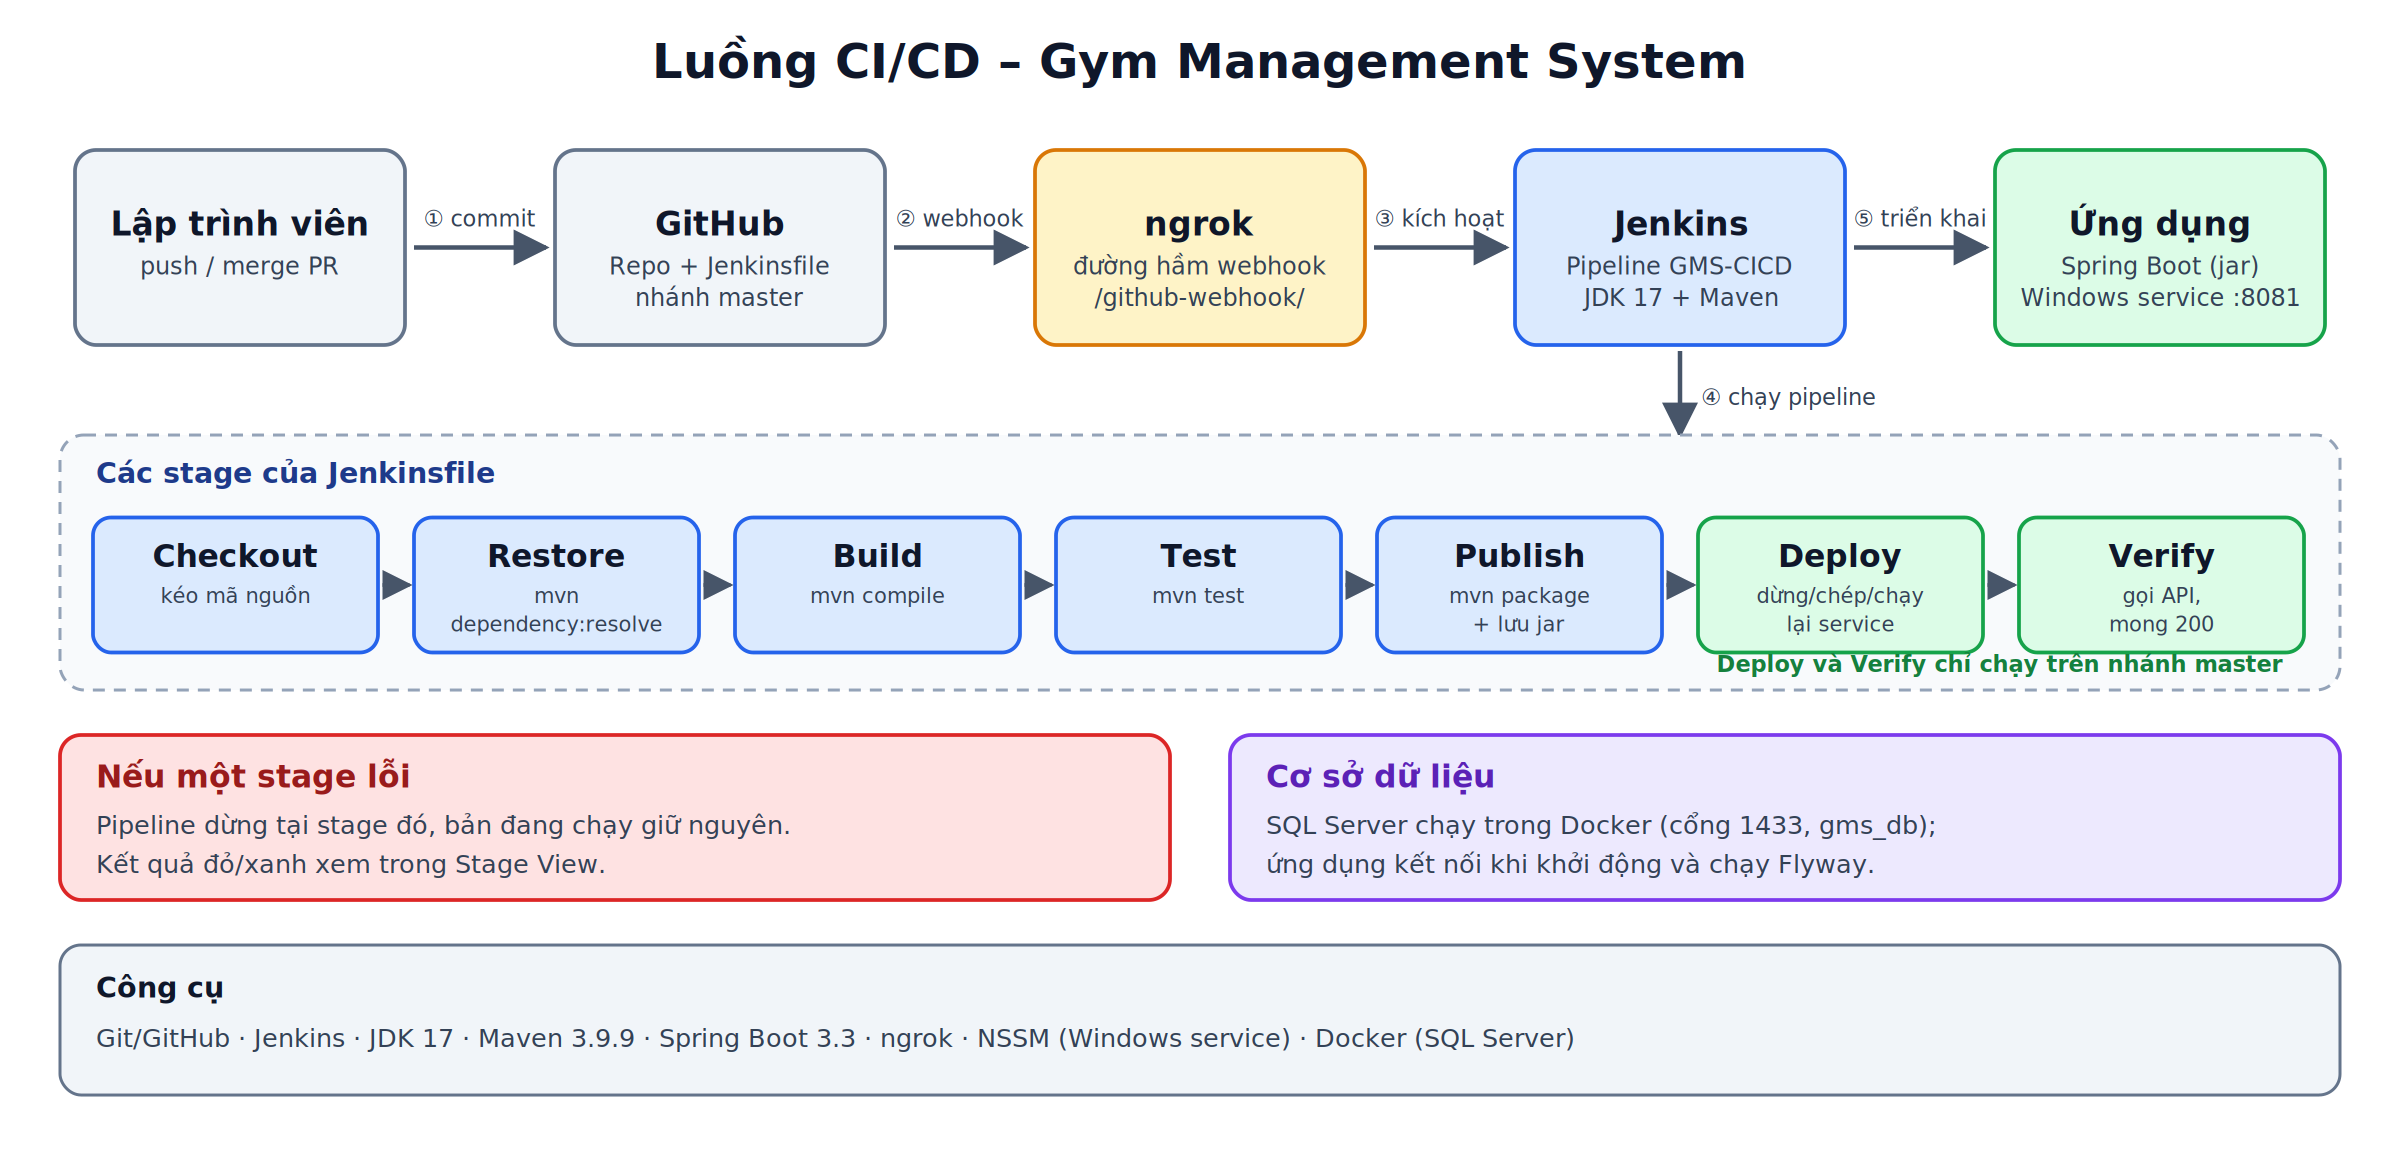 Luồng CI/CD – Gym Management System
Lập trình viên
push / merge PR
① commit
GitHub
Repo + Jenkinsfile
nhánh master
② webhook
ngrok
đường hầm webhook
/github-webhook/
③ kích hoạt
Jenkins
Pipeline GMS-CICD
JDK 17 + Maven
⑤ triển khai
Ứng dụng
Spring Boot (jar)
Windows service :8081
④ chạy pipeline
Các stage của Jenkinsfile
Checkout
kéo mã nguồn
Restore
mvn
dependency:resolve
Build
mvn compile
Test
mvn test
Publish
mvn package
+ lưu jar
Deploy
dừng/chép/chạy
lại service
Verify
gọi API,
mong 200
Deploy và Verify chỉ chạy trên nhánh master
Nếu một stage lỗi
Pipeline dừng tại stage đó, bản đang chạy giữ nguyên.
Kết quả đỏ/xanh xem trong Stage View.
Cơ sở dữ liệu
SQL Server chạy trong Docker (cổng 1433, gms_db);
ứng dụng kết nối khi khởi động và chạy Flyway.
Công cụ
Git/GitHub · Jenkins · JDK 17 · Maven 3.9.9 · Spring Boot 3.3 · ngrok · NSSM (Windows service) · Docker (SQL Server)